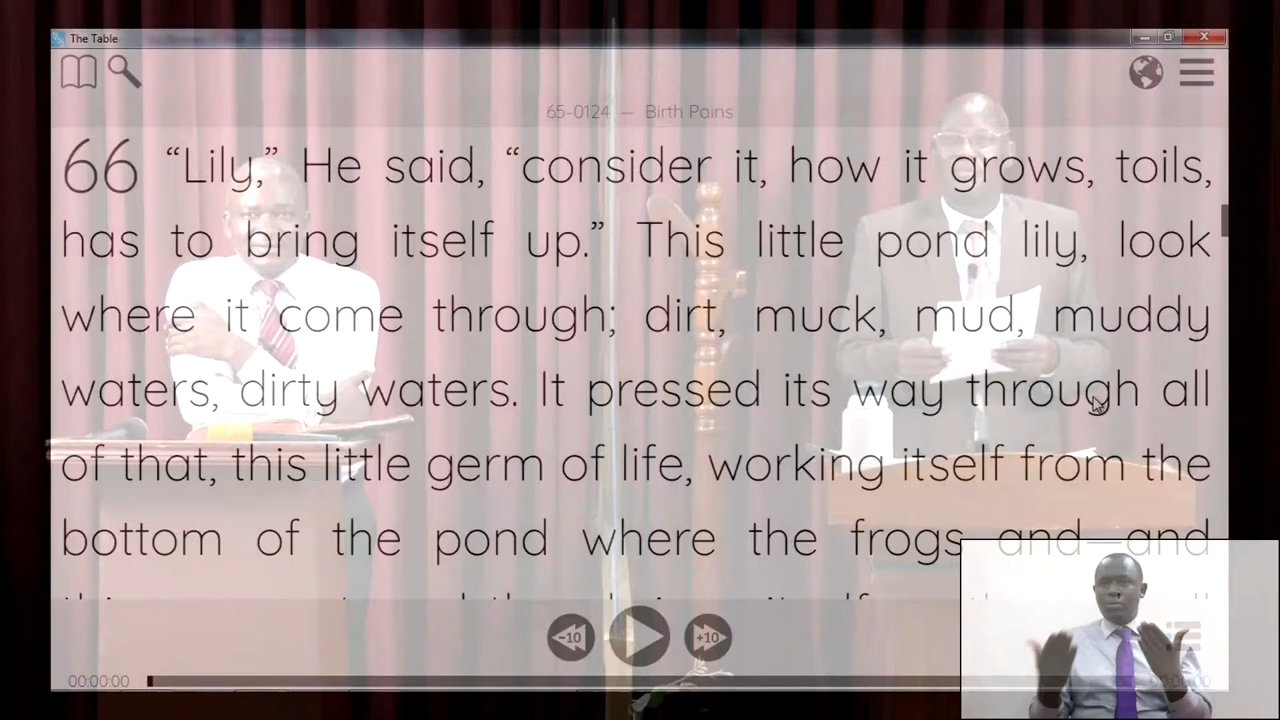 The Table
65-0124 — Birth Pains
66 “Lily,” He said, “consider it, how it grows, toils,
has to bring itself up.” This little pond lily, look
where it come through; dirt, muck, mud, muddy
waters, dirty waters. It pressed its way through all
of that, this little germ of life, working itself from the
bottom of the pond where the frogs and—and
-10
+10
00:00:00